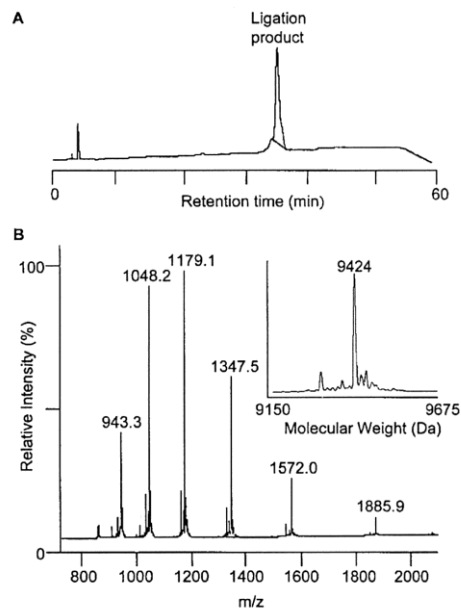 A
Ligation
product
0
60
Retention time (min)
B
100
1179.1
1048.2
9424
1347.5
943.3
9150
9675
Molecular Weight (Da)
Relative Intensity (%)
1572.0
1885.9
0
800 1000 1200 1400 1600 1800 2000
m/z